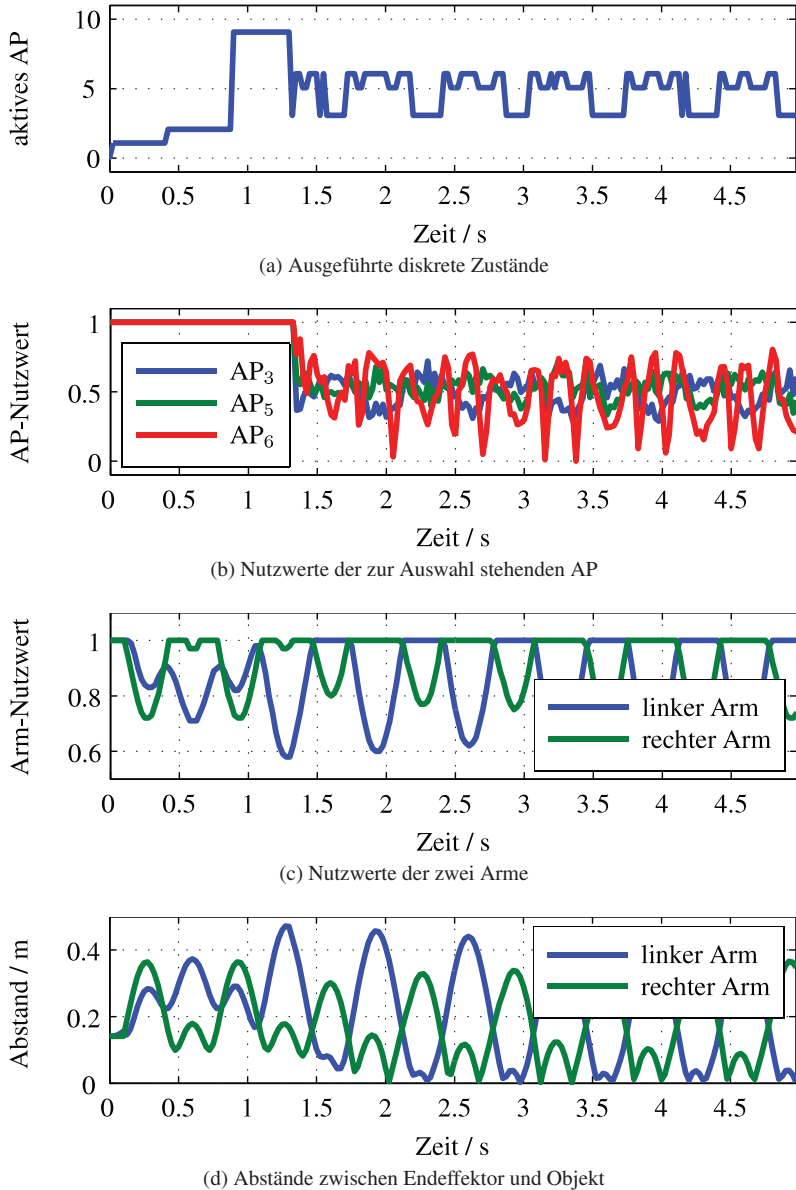 aktives AP
10
5
0
0 0.5 1 1.5 2 2.5 3 3.5 4 4.5
Zeit / s
(a) Ausgeführte diskrete Zustände
AP-Nutzwert
1
0.5
0
AP₃
AP₅
AP₆
0 0.5 1 1.5 2 2.5 3 3.5 4 4.5
Zeit / s
(b) Nutzwerte der zur Auswahl stehenden AP
Arm-Nutzwert
1
0.8
0.6
linker Arm
rechter Arm
0 0.5 1 1.5 2 2.5 3 3.5 4 4.5
Zeit / s
(c) Nutzwerte der zwei Arme
Abstand / m
0.4
0.2
0
linker Arm
rechter Arm
0 0.5 1 1.5 2 2.5 3 3.5 4 4.5
Zeit / s
(d) Abstände zwischen Endeffektor und Objekt